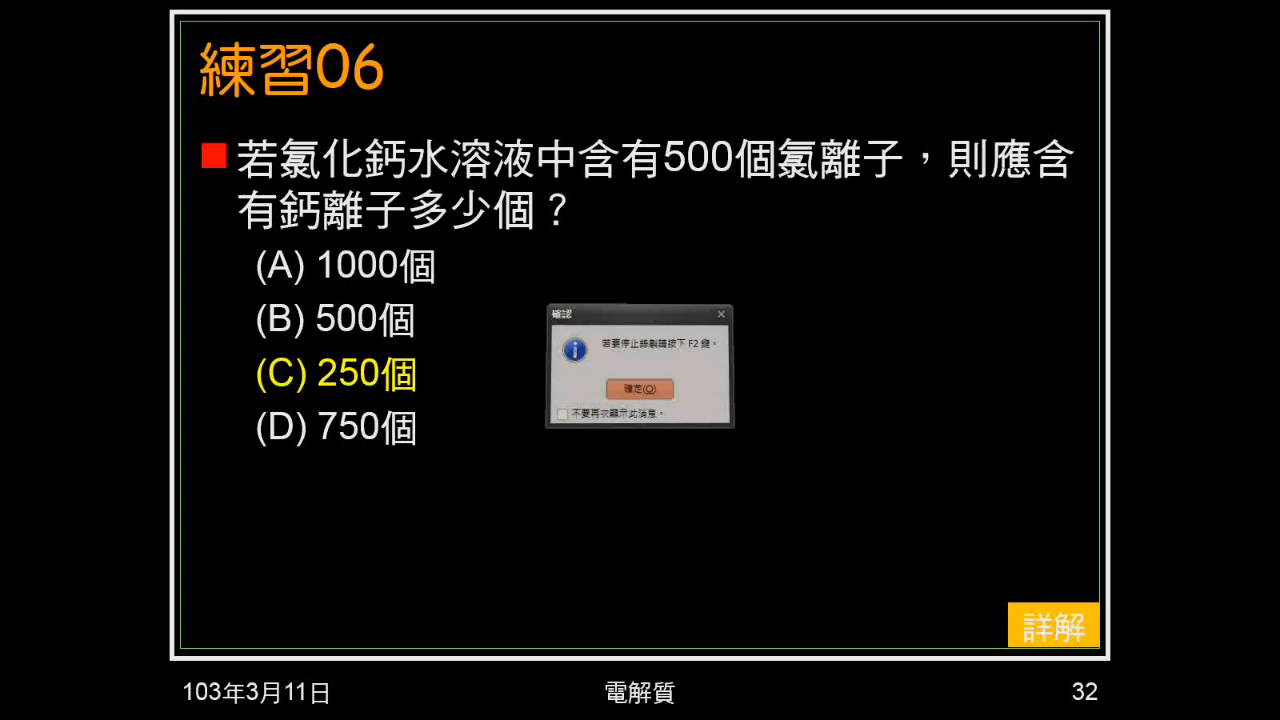 練習06
若氯化鈣水溶液中含有500個氯離子，則應含
有鈣離子多少個？
(A) 1000個
(B) 500個
(C) 250個
(D) 750個
確認
若要停止錄製請按下 F2 鍵。
確定(O)
不要再次顯示此消息。
詳解
103年3月11日
電解質
32